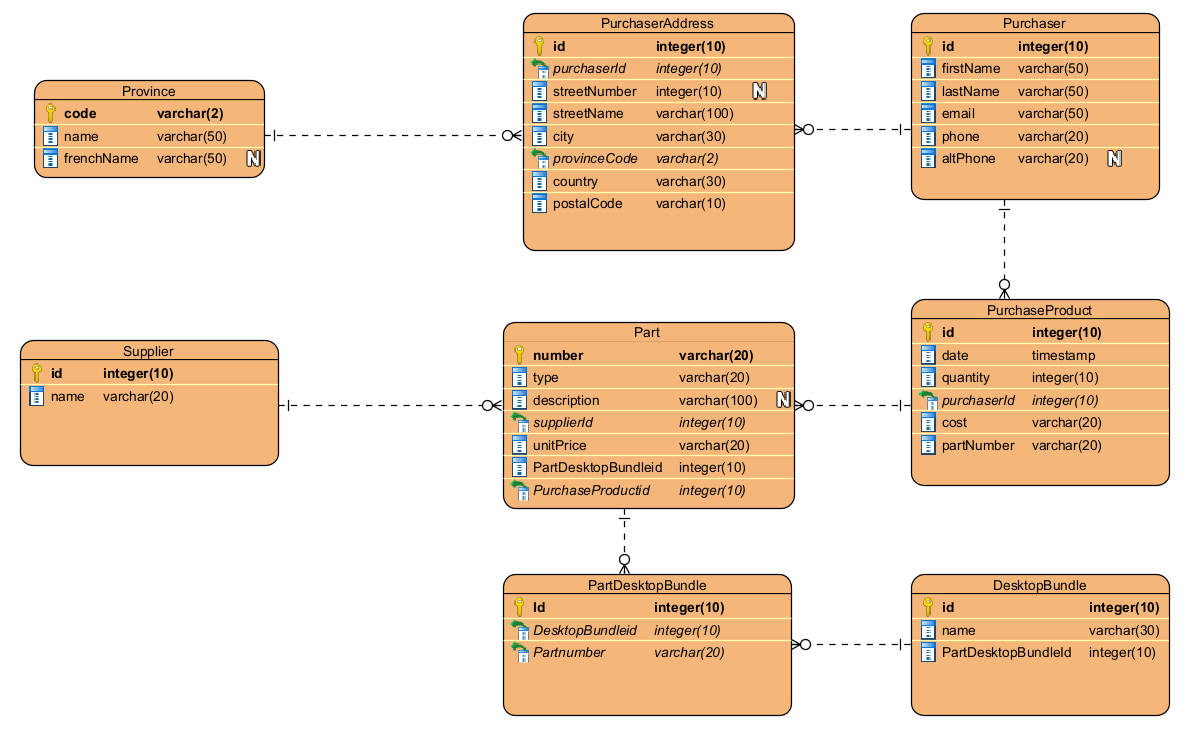 Province
code varchar(2)
name varchar(50)
frenchName varchar(50) N
PurchaserAddress
id integer(10)
purchaserId integer(10)
streetNumber integer(10) N
streetName varchar(100)
city varchar(30)
provinceCode varchar(2)
country varchar(30)
postalCode varchar(10)
Purchaser
id integer(10)
firstName varchar(50)
lastName varchar(50)
email varchar(50)
phone varchar(20)
altPhone varchar(20) N
Supplier
id integer(10)
name varchar(20)
Part
number varchar(20)
type varchar(20)
description varchar(100) N
supplierId integer(10)
unitPrice varchar(20)
PartDesktopBundleid integer(10)
PurchaseProductid integer(10)
PurchaseProduct
id integer(10)
date timestamp
quantity integer(10)
purchaserId integer(10)
cost varchar(20)
partNumber varchar(20)
PartDesktopBundle
Id integer(10)
DesktopBundleid integer(10)
Partnumber varchar(20)
DesktopBundle
id integer(10)
name varchar(30)
PartDesktopBundleId integer(10)